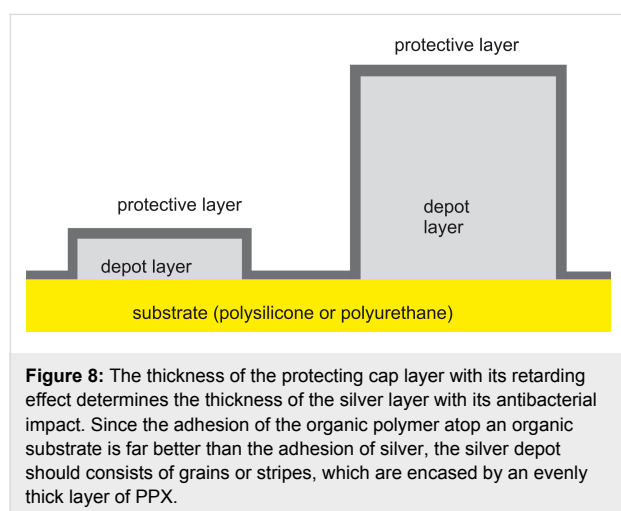 protective layer
protective layer
depot
layer
depot layer
substrate (polysilicone or polyurethane)
Figure 8: The thickness of the protecting cap layer with its retarding
effect determines the thickness of the silver layer with its antibacterial
impact. Since the adhesion of the organic polymer atop an organic
substrate is far better than the adhesion of silver, the silver depot
should consists of grains or stripes, which are encased by an evenly
thick layer of PPX.